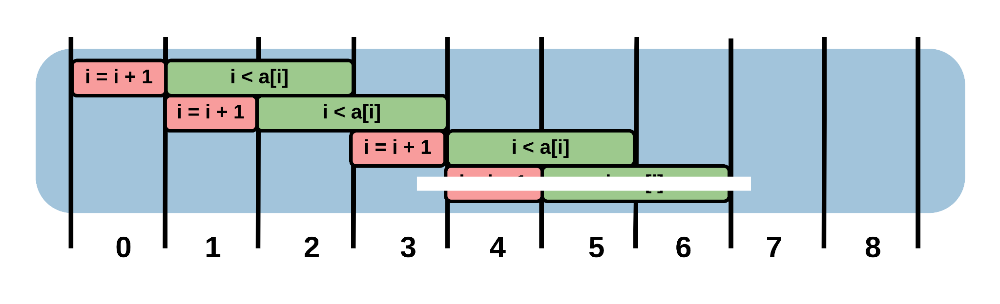 i = i + 1 i < a[i]
i = i + 1 i < a[i]
i = i + 1 i < a[i]
0 1 2 3 4 5 6 7 8